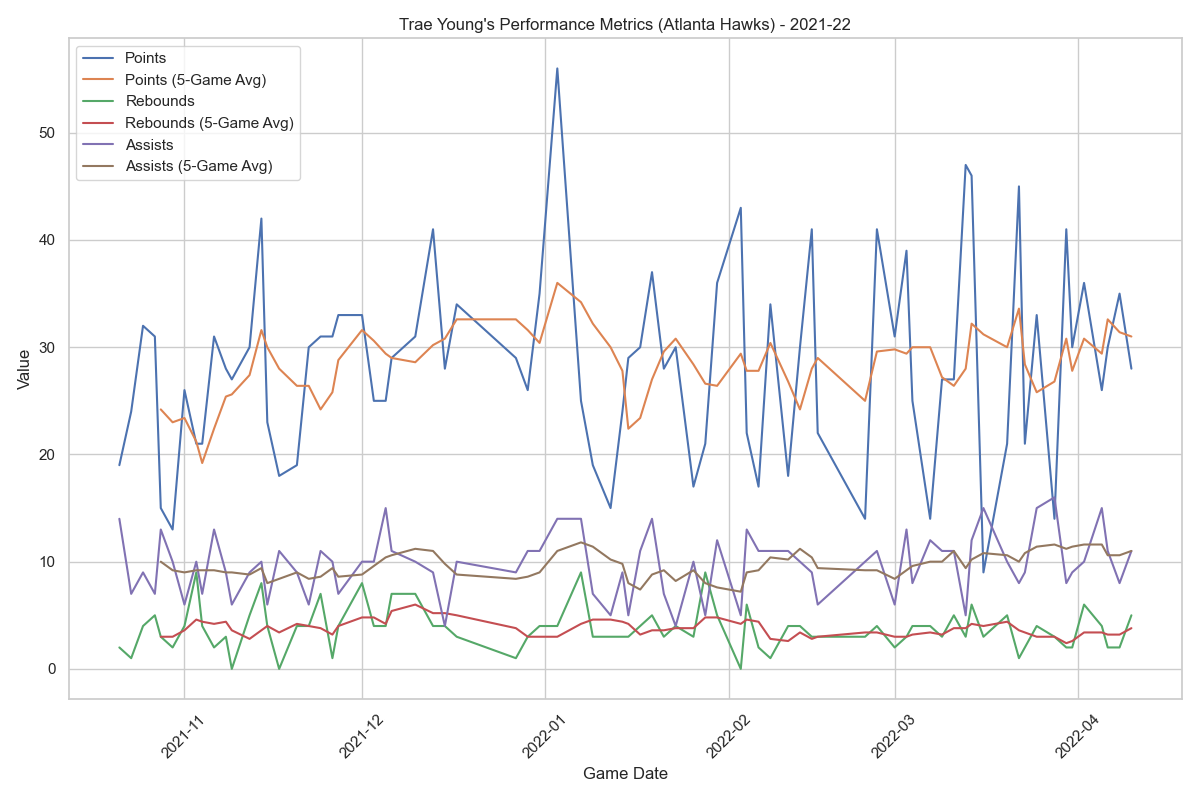 Trae Young's Performance Metrics (Atlanta Hawks) - 2021-22
Points
Points (5-Game Avg)
Rebounds
Rebounds (5-Game Avg)
Assists
Assists (5-Game Avg)
Value
50
40
30
20
10
0
2021-11
2021-12
2022-01
2022-02
2022-03
2022-04
Game Date